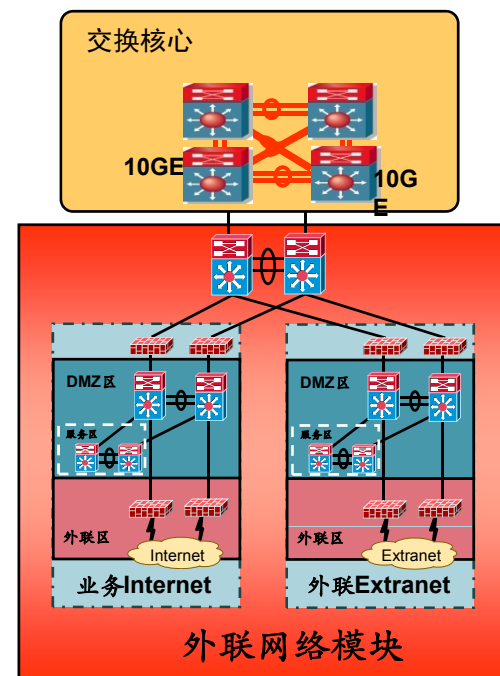 交换核心
10GE
10G
E
DMZ区
服务区
外联区
Internet
业务Internet
DMZ区
服务区
外联区
Extranet
外联Extranet
外联网络模块